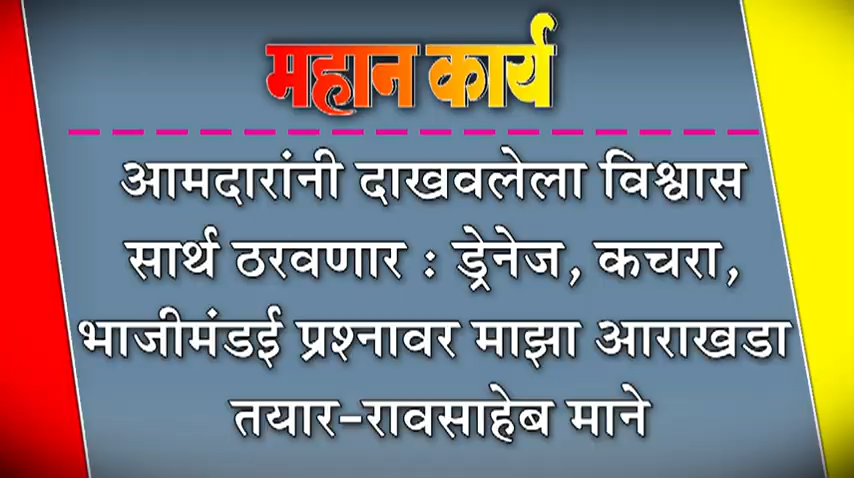 महान कार्य
आमदारांनी दाखवलेला विश्वास
सार्थ ठरवणार : ड्रेनेज, कचरा,
भाजीमंडई प्रश्नावर माझा आराखडा
तयार-रावसाहेब माने